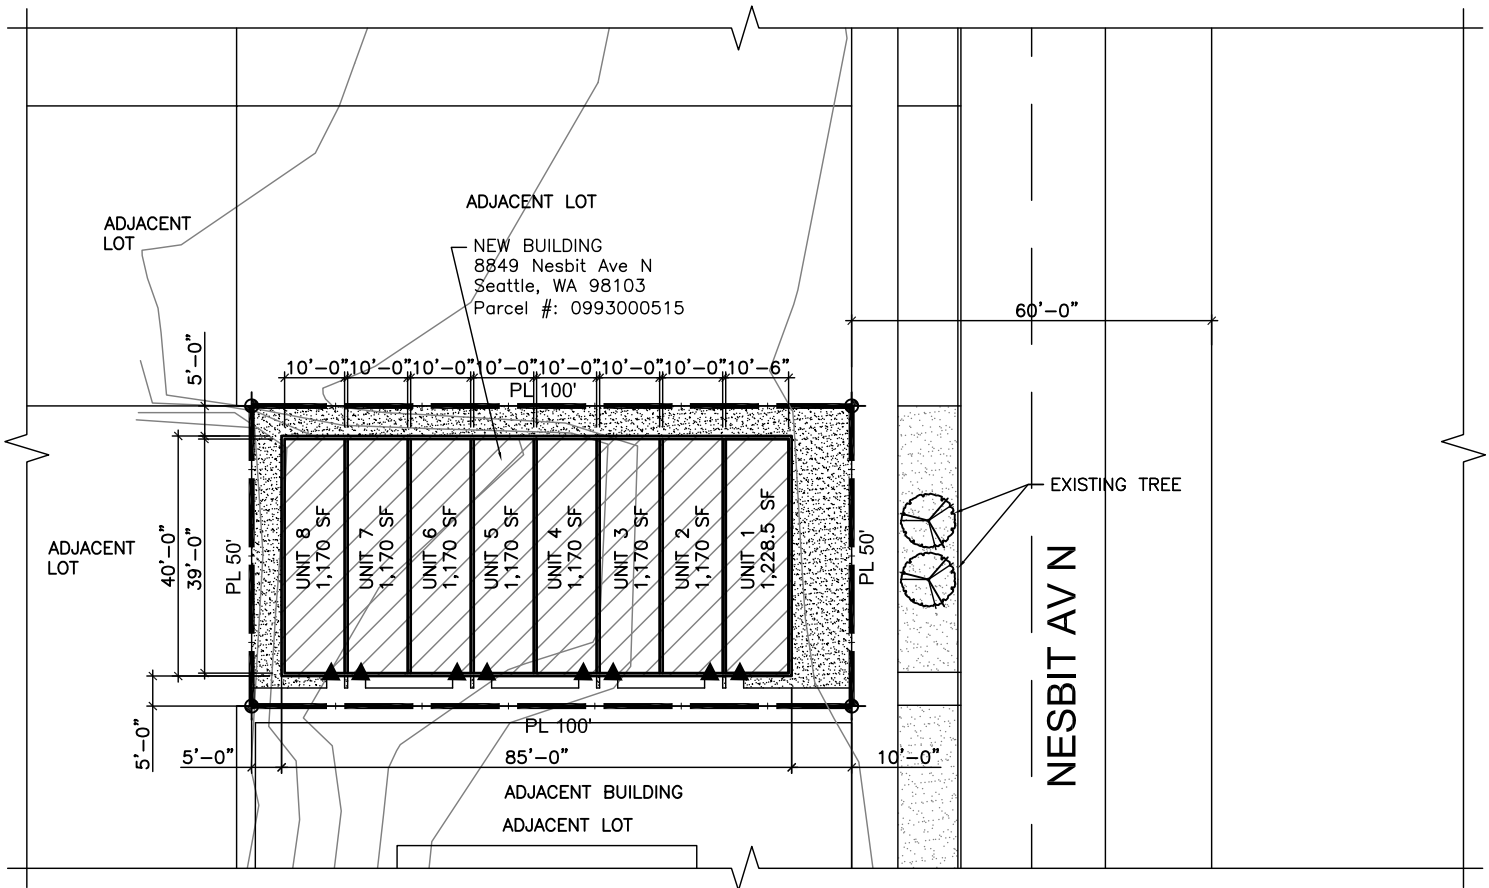 ADJACENT LOT
ADJACENT
LOT
NEW BUILDING
8849 Nesbit Ave N
Seattle, WA 98103
Parcel #: 0993000515
60'-0"
5'-0"
10'-0"
10'-0"
10'-0"
10'-0"
10'-0"
10'-0"
10'-0"
10'-6"
PL 100'
EXISTING TREE
ADJACENT
LOT
40'-0"
39'-0"
PL 50'
UNIT 8
1,170 SF
UNIT 7
1,170 SF
UNIT 6
1,170 SF
UNIT 5
1,170 SF
UNIT 4
1,170 SF
UNIT 3
1,170 SF
UNIT 2
1,170 SF
UNIT 1
1,228.5 SF
PL 50'
NESBIT AV N
5'-0"
PL 100'
5'-0"
85'-0"
10'-0"
ADJACENT BUILDING
ADJACENT LOT